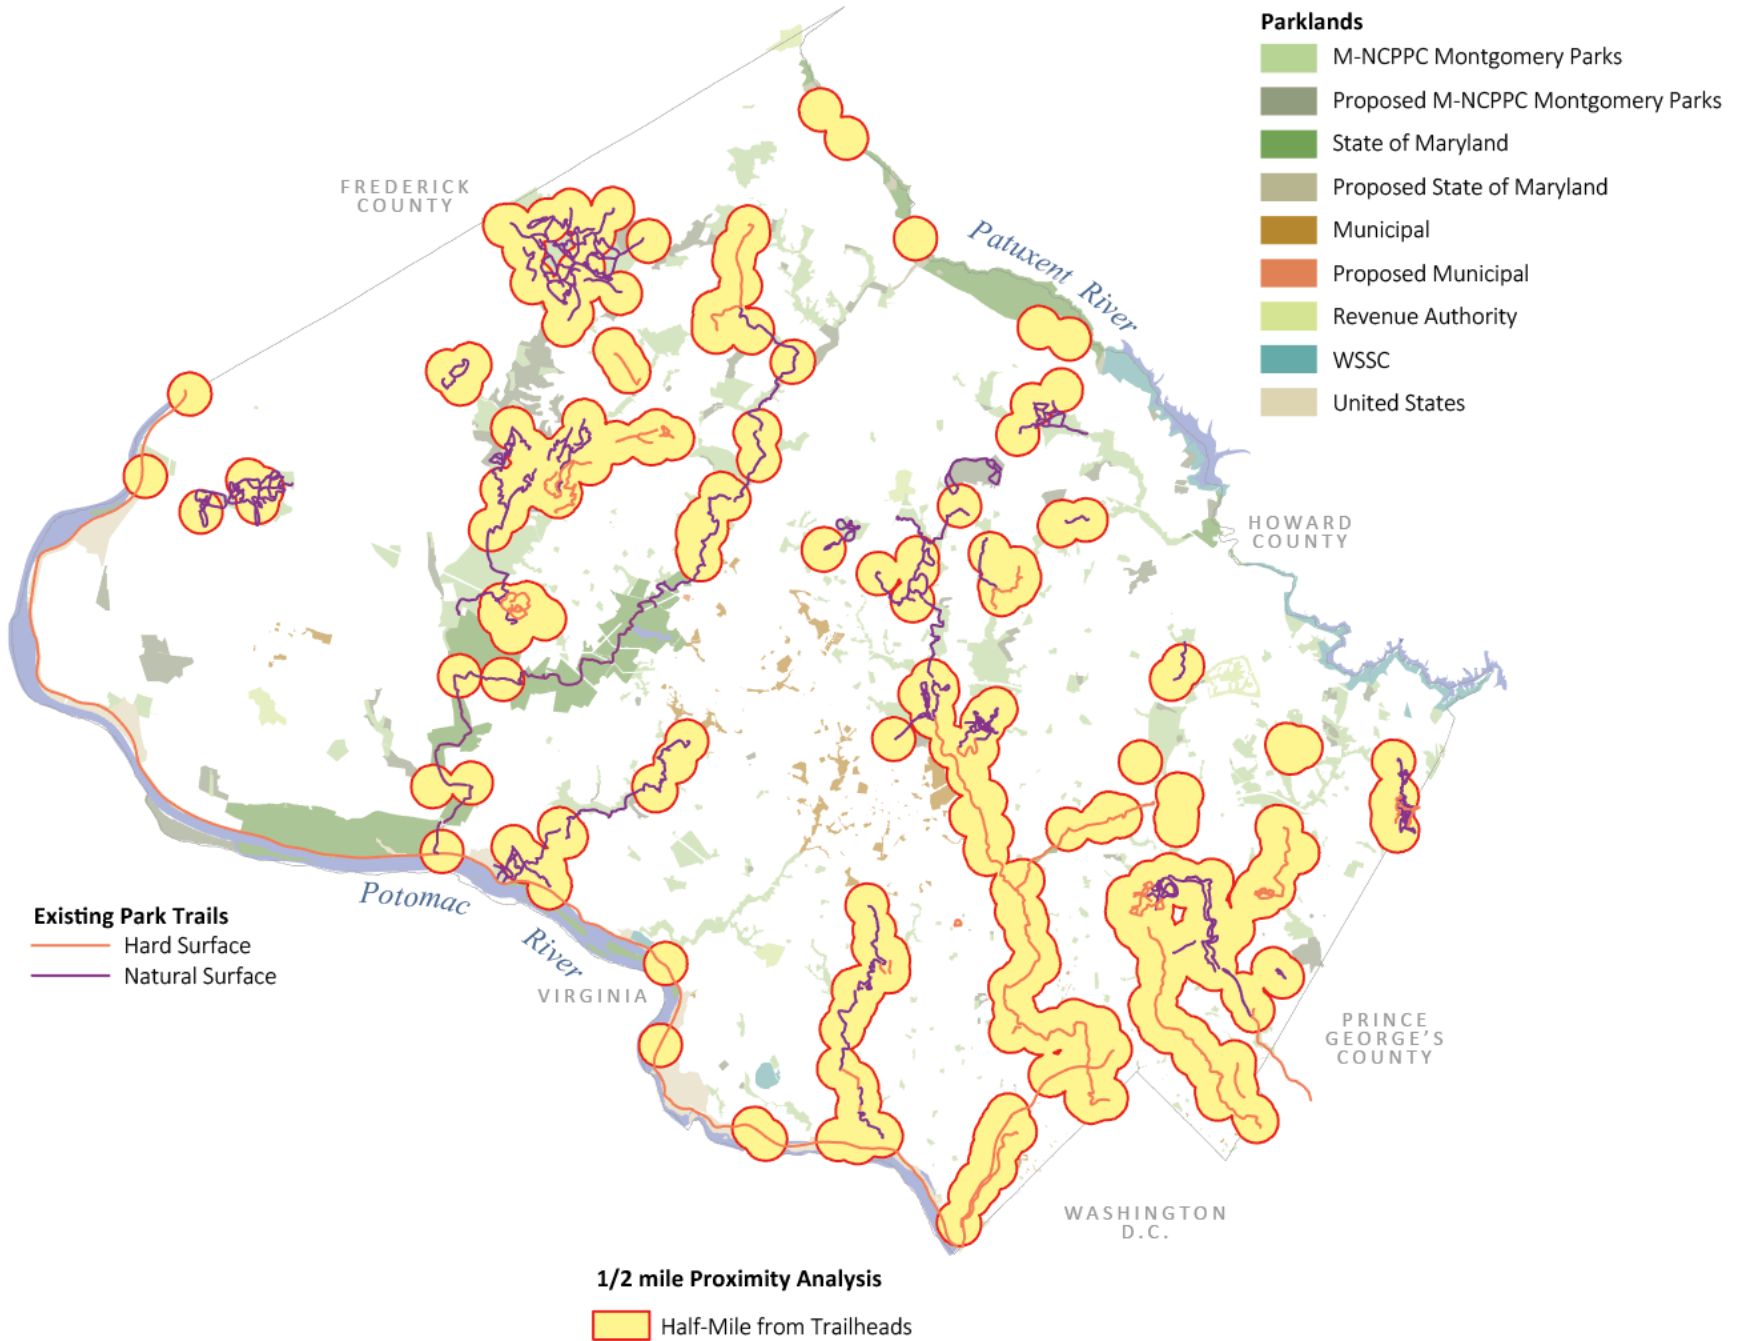 Parklands
M-NCPPC Montgomery Parks
Proposed M-NCPPC Montgomery Parks
State of Maryland
Proposed State of Maryland
Municipal
Proposed Municipal
Revenue Authority
WSSC
United States
FREDERICK
COUNTY
Patuxent River
HOWARD
COUNTY
Potomac
River
VIRGINIA
PRINCE
GEORGE'S
COUNTY
WASHINGTON
D.C.
Existing Park Trails
Hard Surface
Natural Surface
1/2 mile Proximity Analysis
Half-Mile from Trailheads